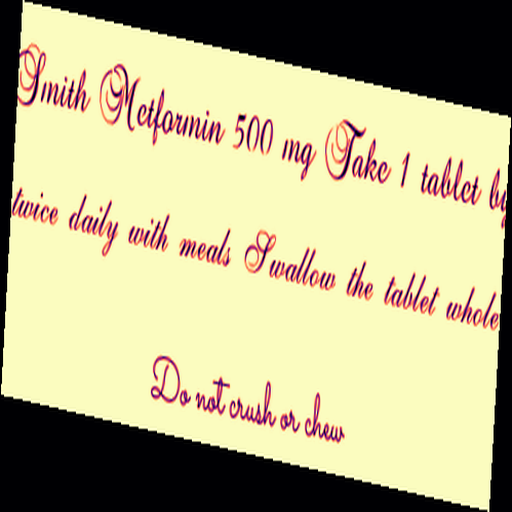 Smith Metformin 500 mg Take 1 tablet by
twice daily with meals Swallow the tablet whole
Do not crush or chew